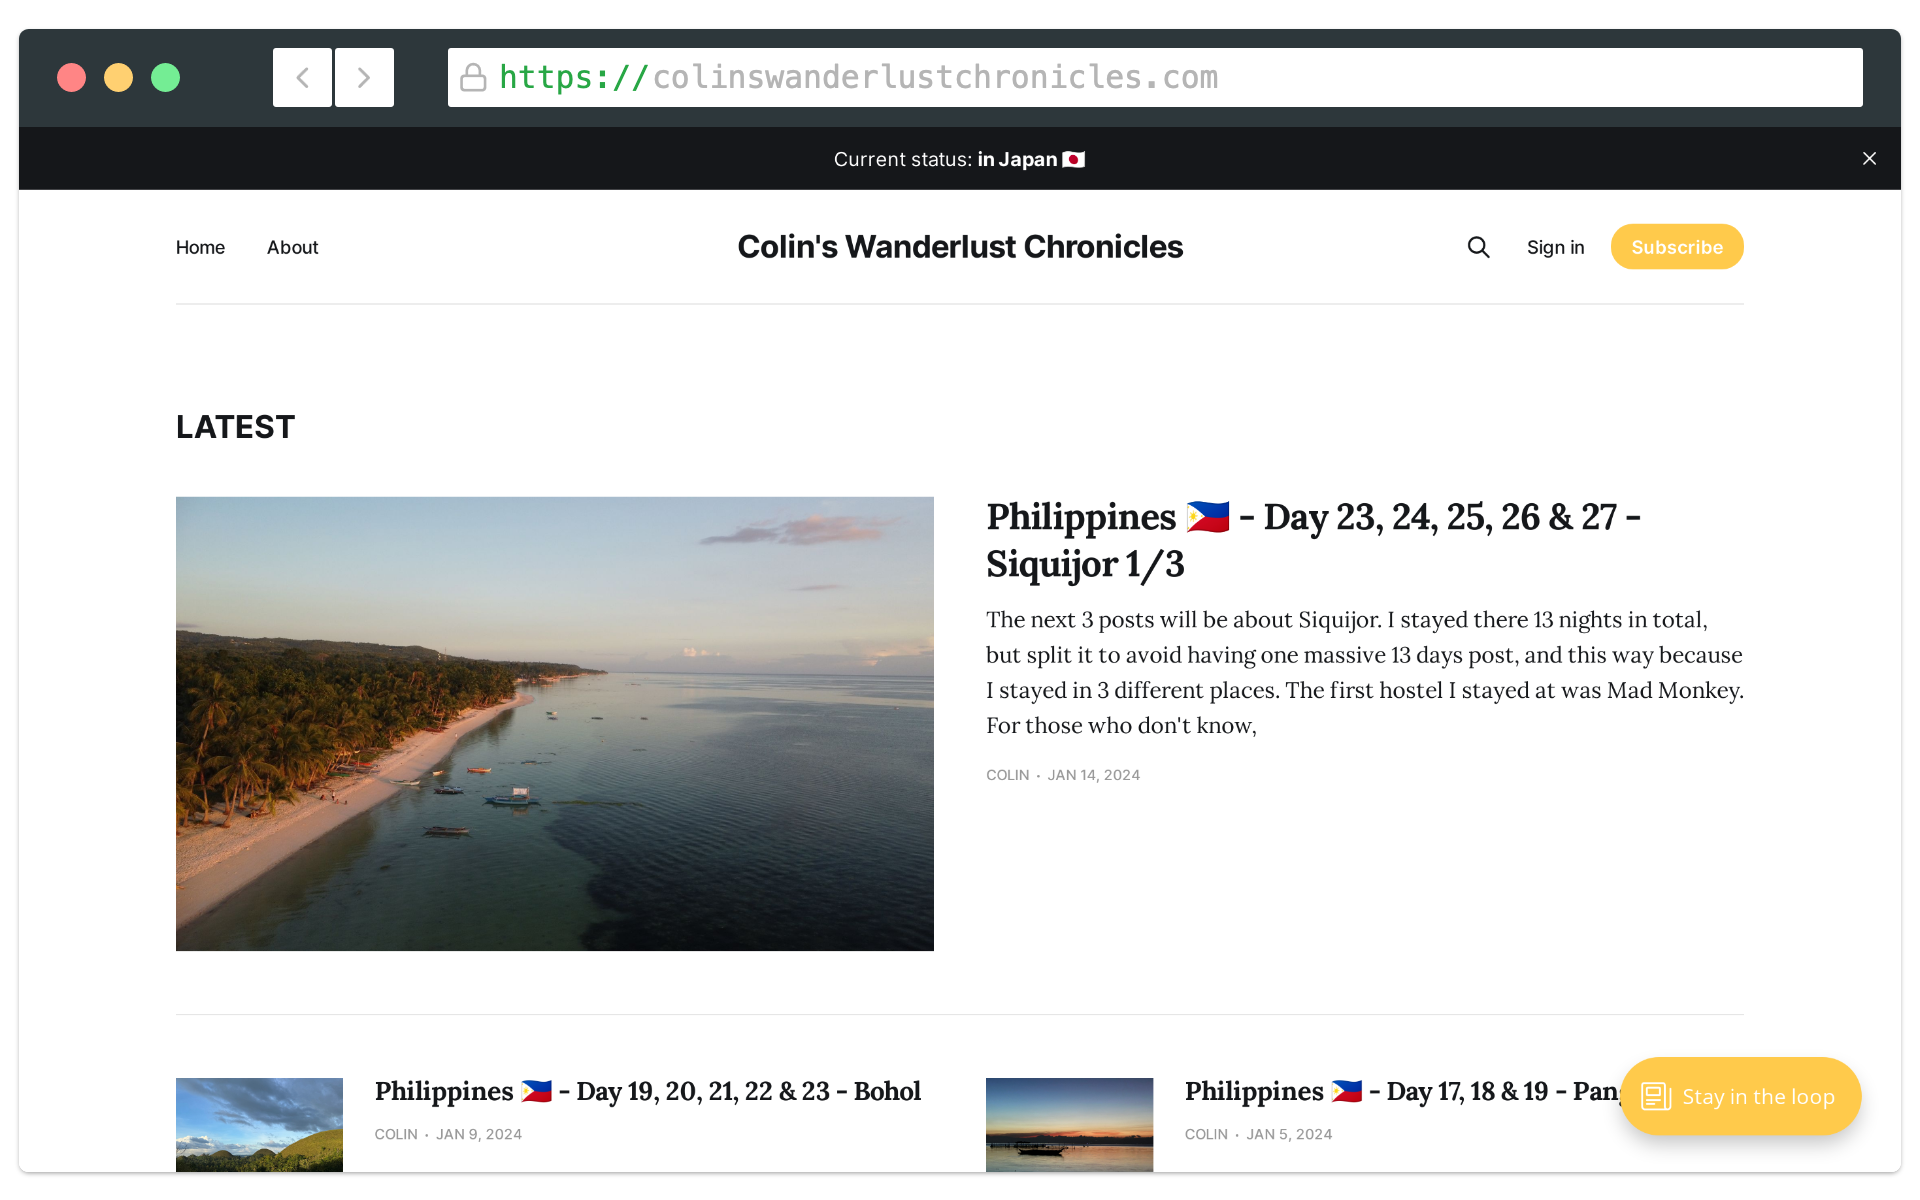 https://colinswanderlustchronicles.com
Current status: in Japan 🇯🇵
Home About Colin's Wanderlust Chronicles Sign in Subscribe
LATEST
Philippines 🇵🇭 - Day 23, 24, 25, 26 & 27 -
Siquijor 1/3
The next 3 posts will be about Siquijor. I stayed there 13 nights in total,
but split it to avoid having one massive 13 days post, and this way because
I stayed in 3 different places. The first hostel I stayed at was Mad Monkey.
For those who don't know,
COLIN • JAN 14, 2024
Philippines 🇵🇭 - Day 19, 20, 21, 22 & 23 - Bohol
COLIN • JAN 9, 2024
Philippines 🇵🇭 - Day 17, 18 & 19 -
COLIN • JAN 5, 2024
Stay in the loop